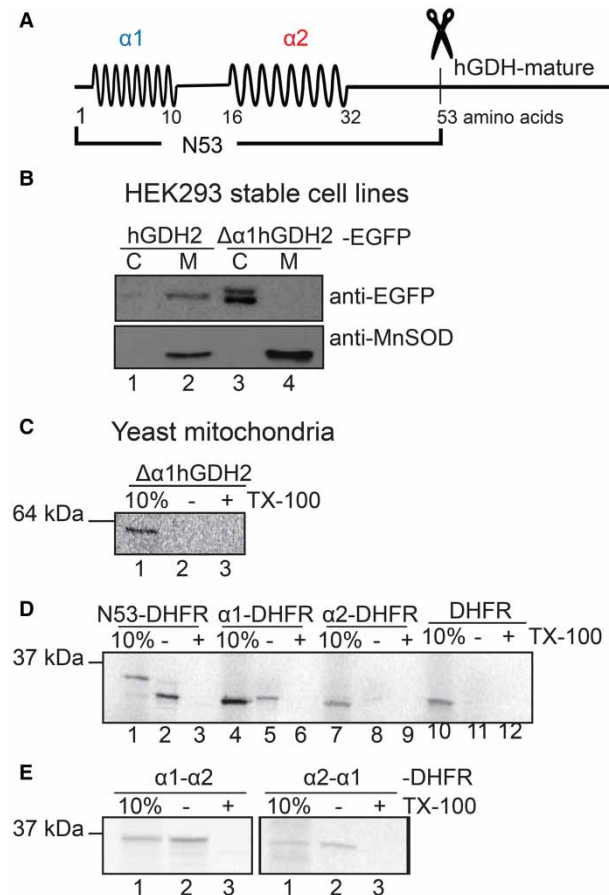 A
α1 α2
hGDH-mature
1 10 16 32 53 amino acids
N53
B
HEK293 stable cell lines
hGDH2 Δα1hGDH2 -EGFP
C M C M
anti-EGFP
anti-MnSOD
1 2 3 4
C
Yeast mitochondria
Δα1hGDH2
10% - + TX-100
64 kDa
1 2 3
D
N53-DHFR α1-DHFR α2-DHFR DHFR
10% - + 10% - + 10% - + 10% - + TX-100
37 kDa
1 2 3 4 5 6 7 8 9 10 11 12
E
α1-α2 α2-α1 -DHFR
10% - + 10% - + TX-100
37 kDa
1 2 3 1 2 3